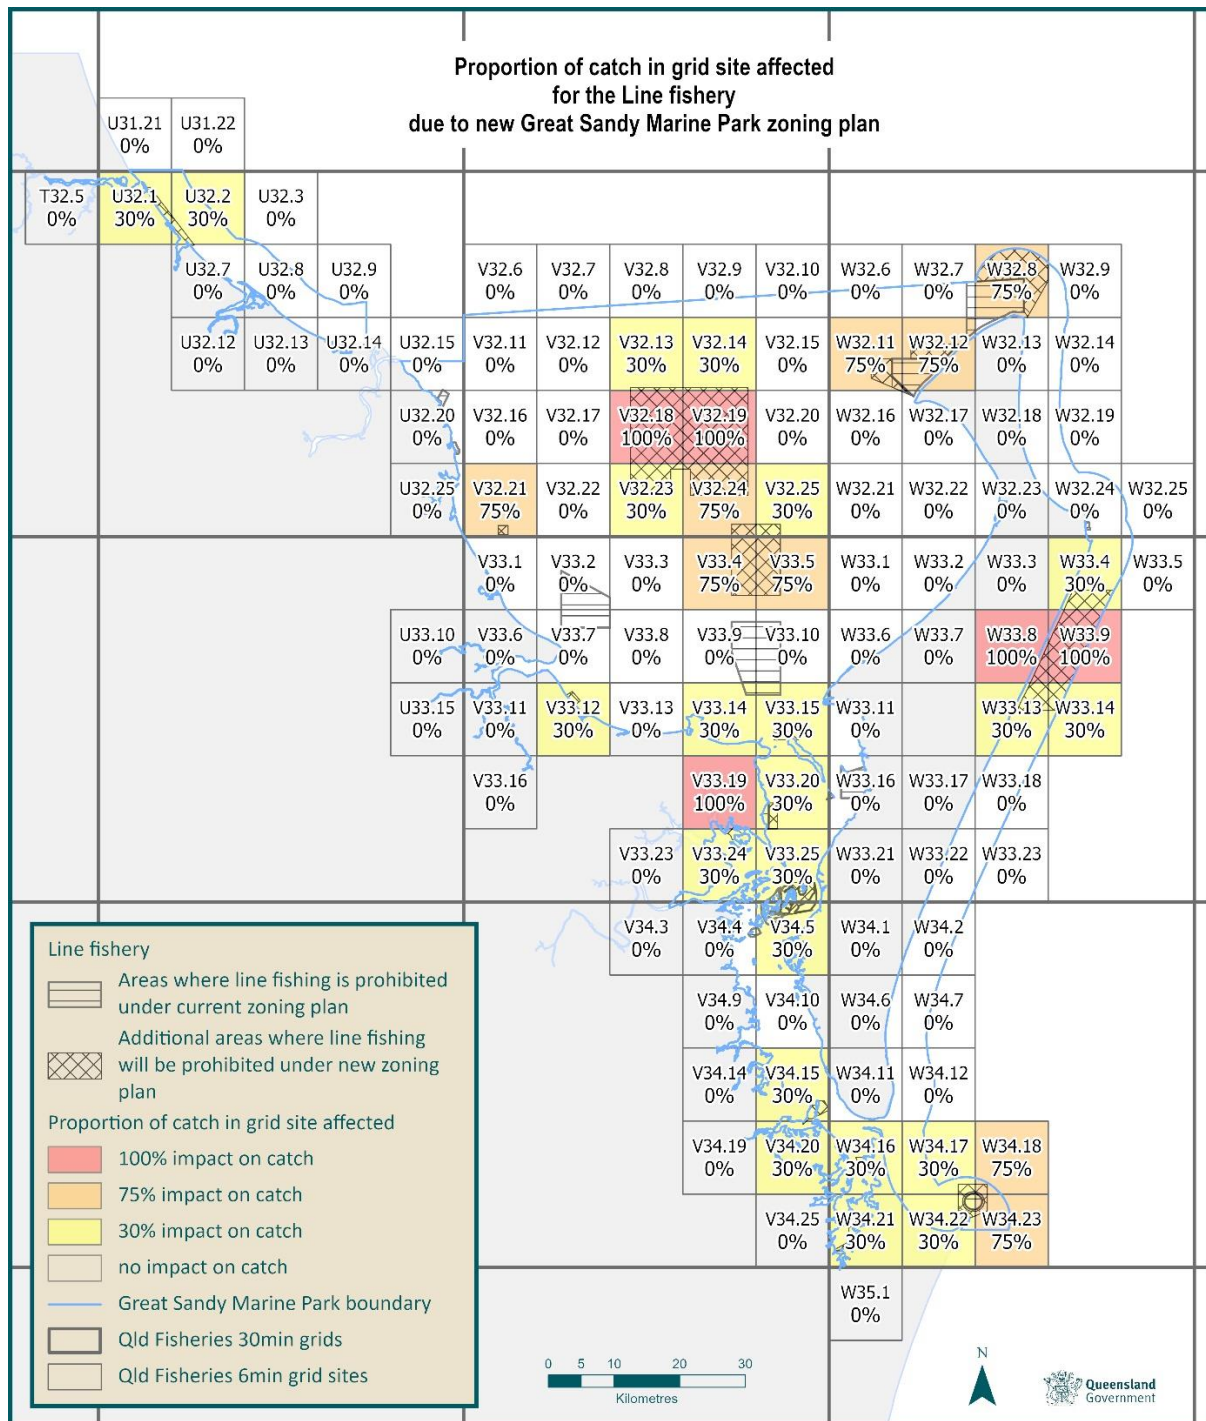 Proportion of catch in grid site affected
for the Line fishery
due to new Great Sandy Marine Park zoning plan
U31.21 U31.22
0% 0%
T32.5 U32.1 U32.2 U32.3
0% 30% 30% 0%
U32.7 U32.8 U32.9 V32.6 V32.7 V32.8 V32.9 V32.10 W32.6 W32.7 W32.8 W32.9
0% 0% 0% 0% 0% 0% 0% 0% 0% 0% 75% 0%
U32.12 U32.13 U32.14 U32.15 V32.11 V32.12 V32.13 V32.14 V32.15 W32.11 W32.12 W32.13 W32.14
0% 0% 0% 0% 0% 0% 30% 30% 0% 75% 75% 0% 0%
U32.20 V32.16 V32.17 V32.18 V32.19 V32.20 W32.16 W32.17 W32.18 W32.19
0% 0% 0% 100% 100% 0% 0% 0% 0% 0%
U32.25 V32.21 V32.22 V32.23 V32.24 V32.25 W32.21 W32.22 W32.23 W32.24 W32.25
0% 75% 0% 30% 75% 30% 0% 0% 0% 0% 0%
V33.1 V33.2 V33.3 V33.4 V33.5 W33.1 W33.2 W33.3 W33.4 W33.5
0% 0% 0% 75% 75% 0% 0% 0% 30% 0%
U33.10 V33.6 V33.7 V33.8 V33.9 V33.10 W33.6 W33.7 W33.8 W33.9
0% 0% 0% 0% 0% 0% 0% 0% 100% 100%
U33.15 V33.11 V33.12 V33.13 V33.14 V33.15 W33.11 W33.13 W33.14
0% 0% 30% 0% 30% 30% 0% 30% 30%
V33.16 V33.19 V33.20 W33.16 W33.17 W33.18
0% 100% 30% 0% 0% 0%
V33.23 V33.24 V33.25 W33.21 W33.22 W33.23
0% 30% 30% 0% 0% 0%
V34.3 V34.4 V34.5 W34.1 W34.2
0% 0% 30% 0% 0%
V34.9 V34.10 W34.6 W34.7
0% 0% 0% 0%
V34.14 V34.15 W34.11 W34.12
0% 30% 0% 0%
V34.19 V34.20 W34.16 W34.17 W34.18
0% 30% 30% 30% 75%
V34.25 W34.21 W34.22 W34.23
0% 30% 30% 75%
W35.1
0%
Line fishery
Areas where line fishing is prohibited
under current zoning plan
Additional areas where line fishing
will be prohibited under new zoning
plan
Proportion of catch in grid site affected
100% impact on catch
75% impact on catch
30% impact on catch
no impact on catch
Great Sandy Marine Park boundary
Qld Fisheries 30min grids
Qld Fisheries 6min grid sites
0 5 10 20 30
Kilometres
N
Queensland
Government